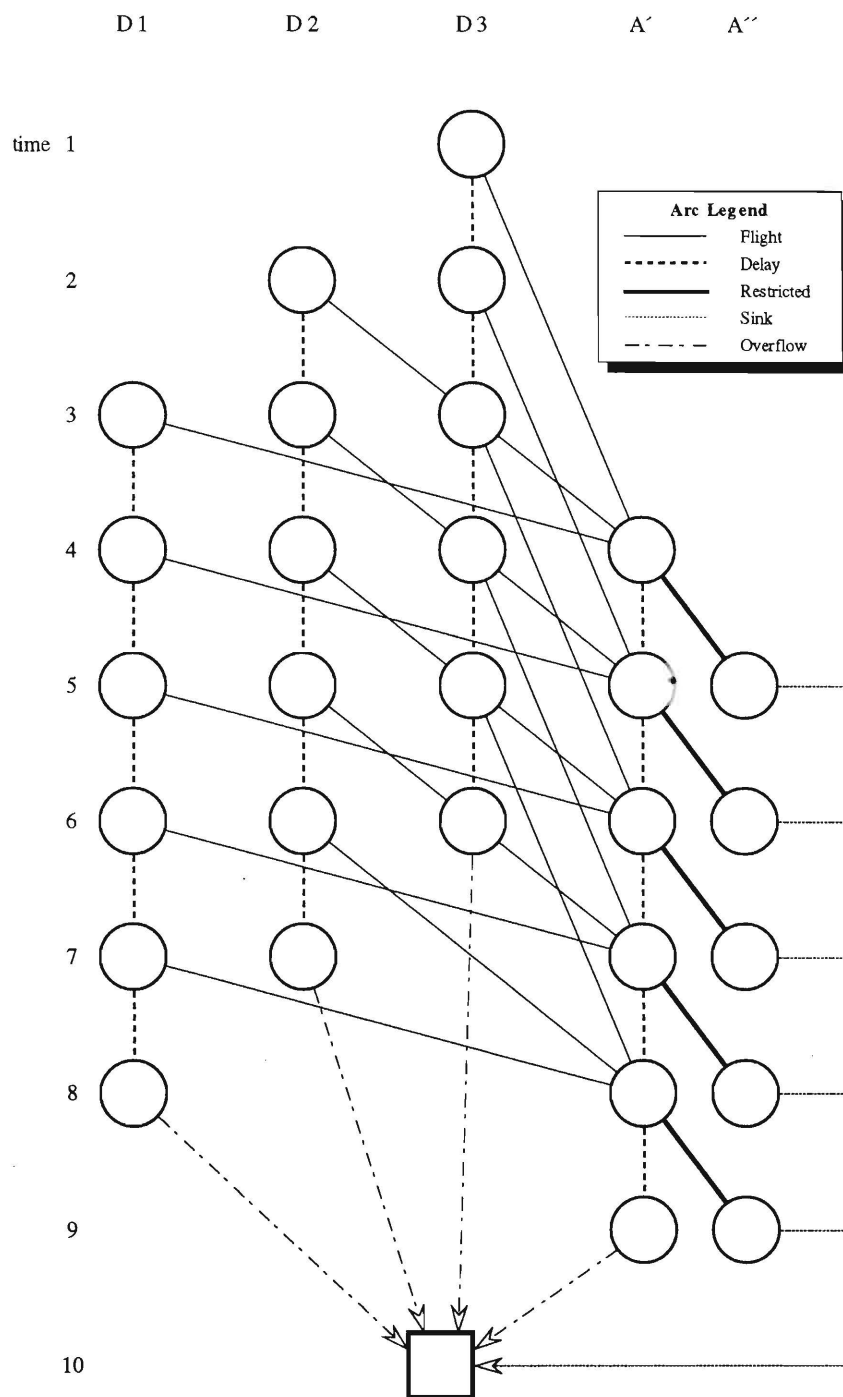 D 1 D 2 D 3 A´ A´´
time 1
Arc Legend
Flight
2
Delay
Restricted
Sink
Overflow
3
4
5
6
7
8
9
10